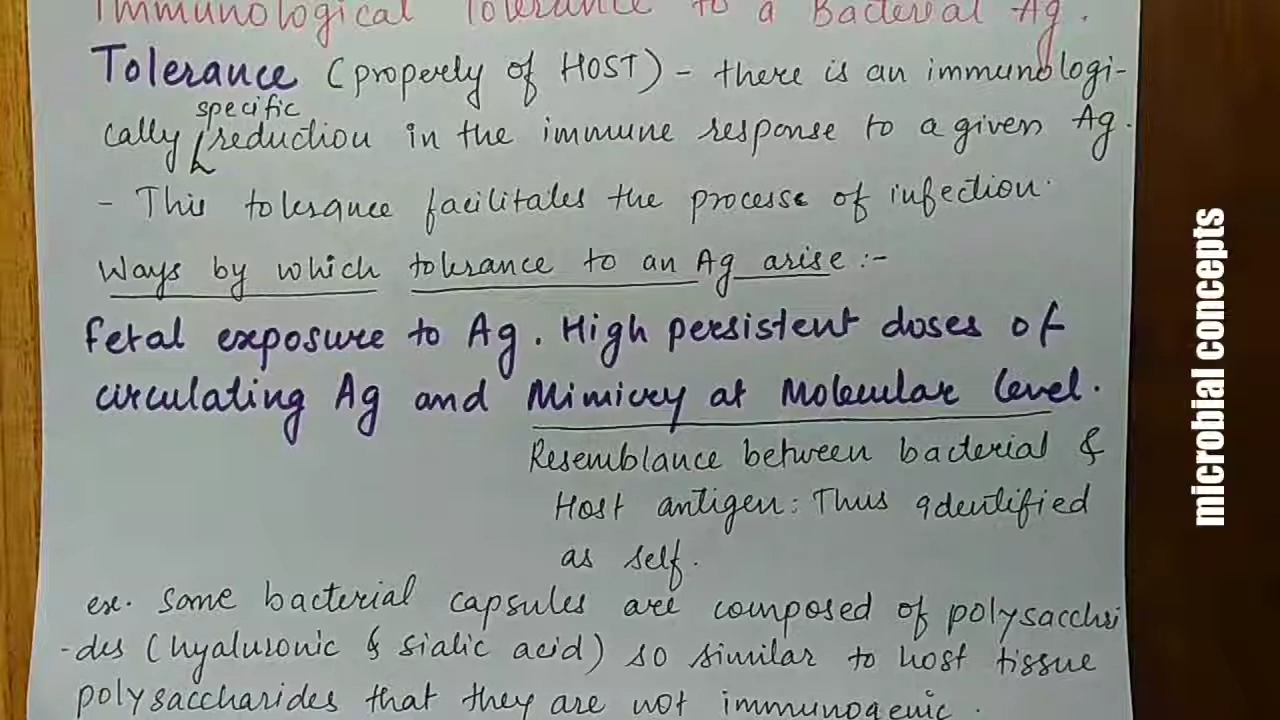 Immunological Tolerance to a Bacterial Ag.
Tolerance (property of HOST) - there is an immunologi-
specific
cally reduction in the immune response to a given Ag.
- This tolerance facilitates the process of infection.
Ways by which tolerance to an Ag arise :-
Fetal exposure to Ag. High persistent doses of
circulating Ag and Mimicry at Molecular level.
Resemblance between bacterial &
Host antigen: Thus identified
as self.
ex. Some bacterial capsules are composed of polysacchri
-des (hyaluronic & sialic acid) so similar to host tissue
polysaccharides that they are not immunogenic.
microbial concepts